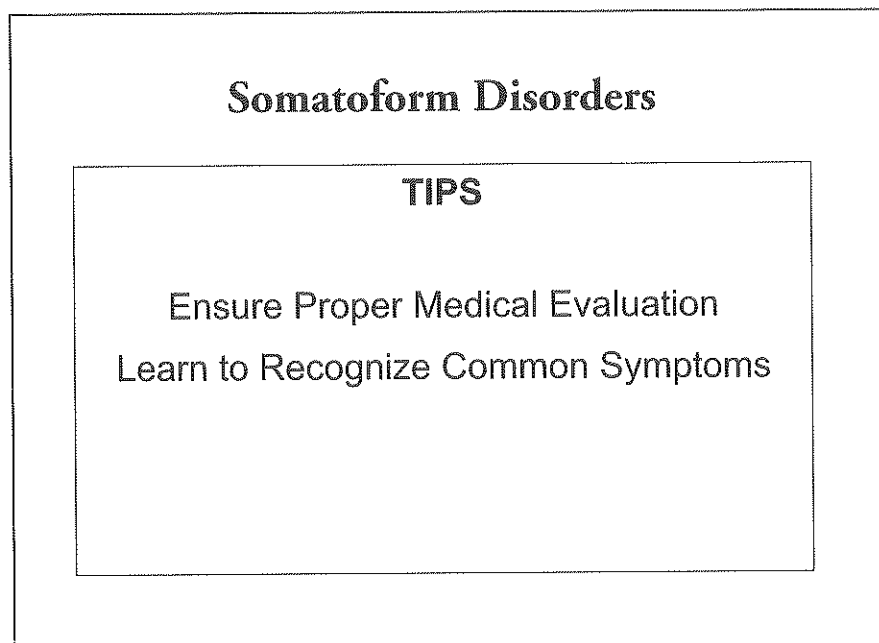 Somatoform Disorders
TIPS
Ensure Proper Medical Evaluation
Learn to Recognize Common Symptoms